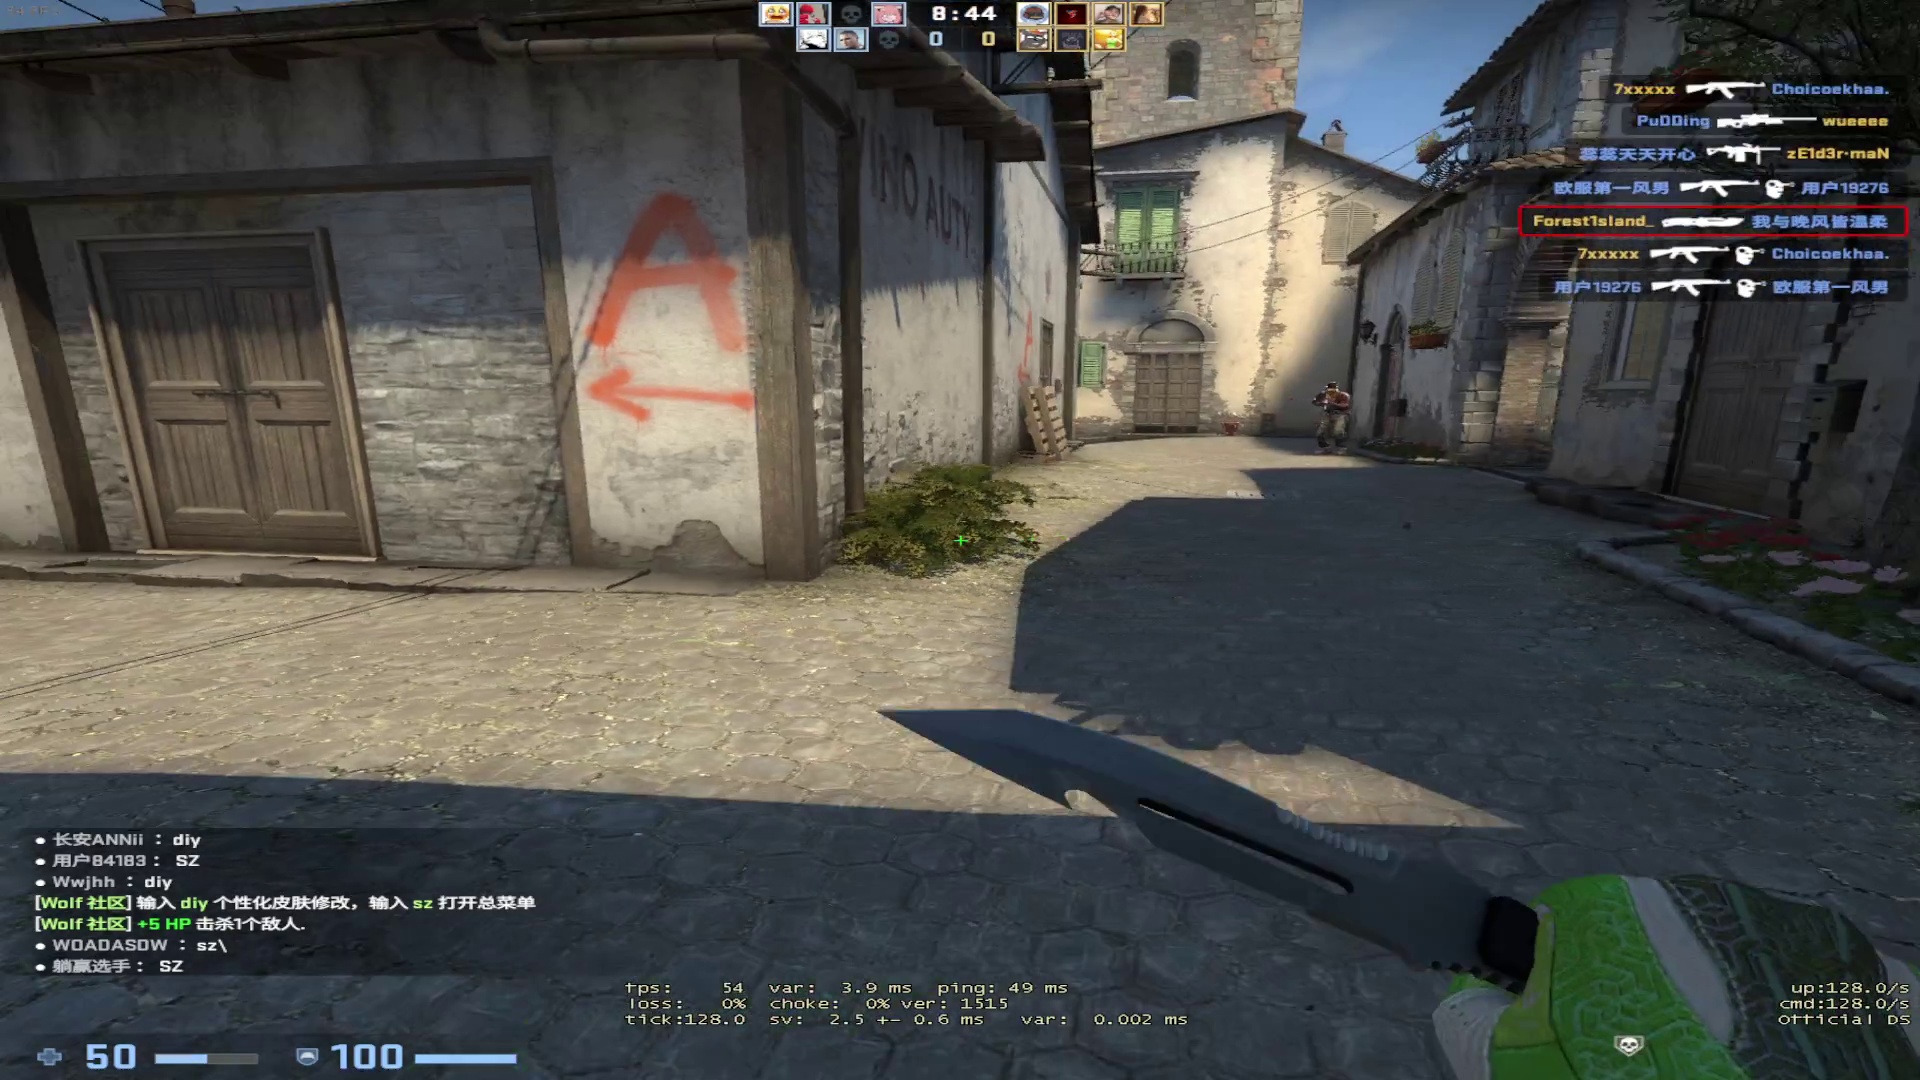 8:44
0 0
7xxxxx Choicoekhaa.
PuDDing wueeee
蕊蕊天天开心 zE1d3r·maN
欧服第一风男 用户19276
Forest1sland_ 我与晚风皆温柔
7xxxxx Choicoekhaa.
用户19276 欧服第一风男
INO AUTY
A
长安ANNii : diy
用户84183 : SZ
Wwjhh : diy
[Wolf 社区] 输入 diy 个性化皮肤修改，输入 sz 打开总菜单
[Wolf 社区] +5 HP 击杀1个敌人.
WOADASDW : sz\
躺赢选手 : SZ
fps: 54 var: 3.9 ms ping: 49 ms
loss: 0% choke: 0% ver: 1515
tick:128.0 sv: 2.5 +- 0.6 ms var: 0.002 ms
up:128.0/s
cmd:128.0/s
Official DS
50 100